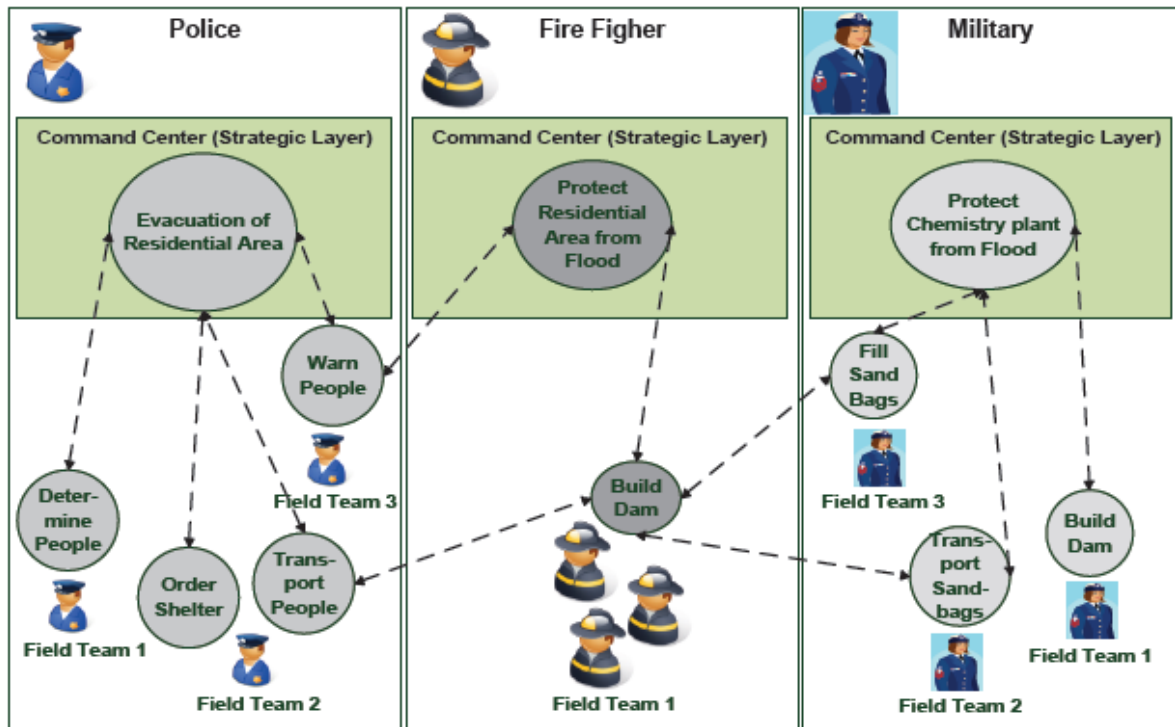 Police
Command Center (Strategic Layer)
Evacuation of
Residential Area
Warn
People
Field Team 3
Deter-
mine
People
Field Team 1
Order
Shelter
Trans-
port
People
Field Team 2
Fire Figher
Command Center (Strategic Layer)
Protect
Residential
Area from
Flood
Build
Dam
Field Team 1
Military
Command Center (Strategic Layer)
Protect
Chemistry plant
from Flood
Fill
Sand
Bags
Field Team 3
Trans-
port
Sand-
bags
Field Team 2
Build
Dam
Field Team 1